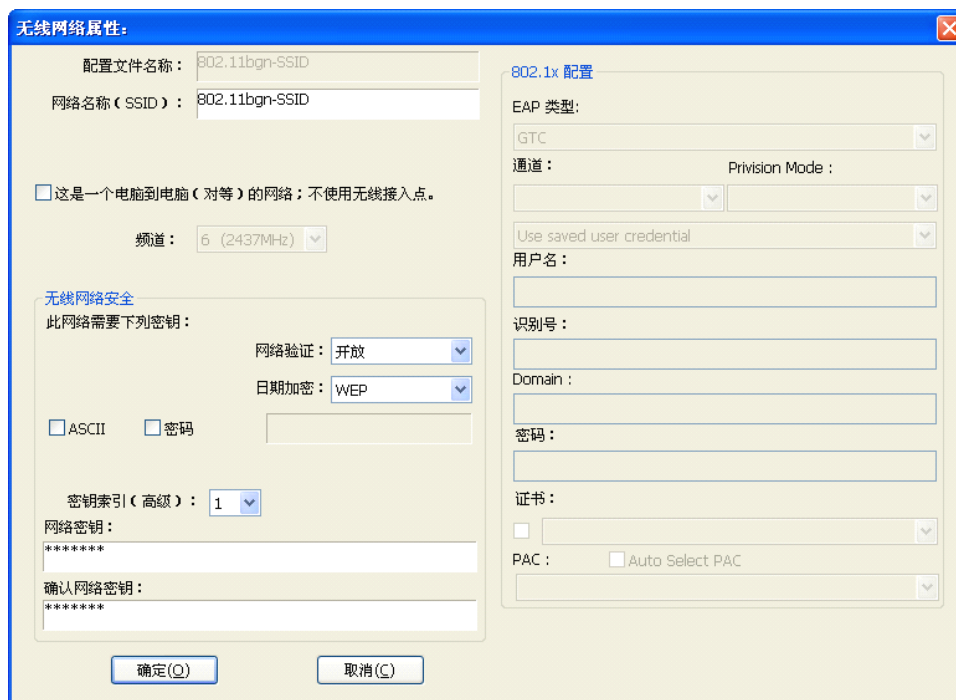 无线网络属性:
配置文件名称: 802.11bgn-SSID
网络名称(SSID): 802.11bgn-SSID
这是一个电脑到电脑(对等)的网络;不使用无线接入点。
频道: 6 (2437MHz)
无线网络安全
此网络需要下列密钥:
网络验证: 开放
日期加密: WEP
ASCII 密码
密钥索引(高级): 1
网络密钥:
*******
确认网络密钥:
*******
确定(O) 取消(C)
802.1x 配置
EAP 类型:
GTC
通道: Privision Mode:
Use saved user credential
用户名:
识别号:
Domain:
密码:
证书:
PAC: Auto Select PAC